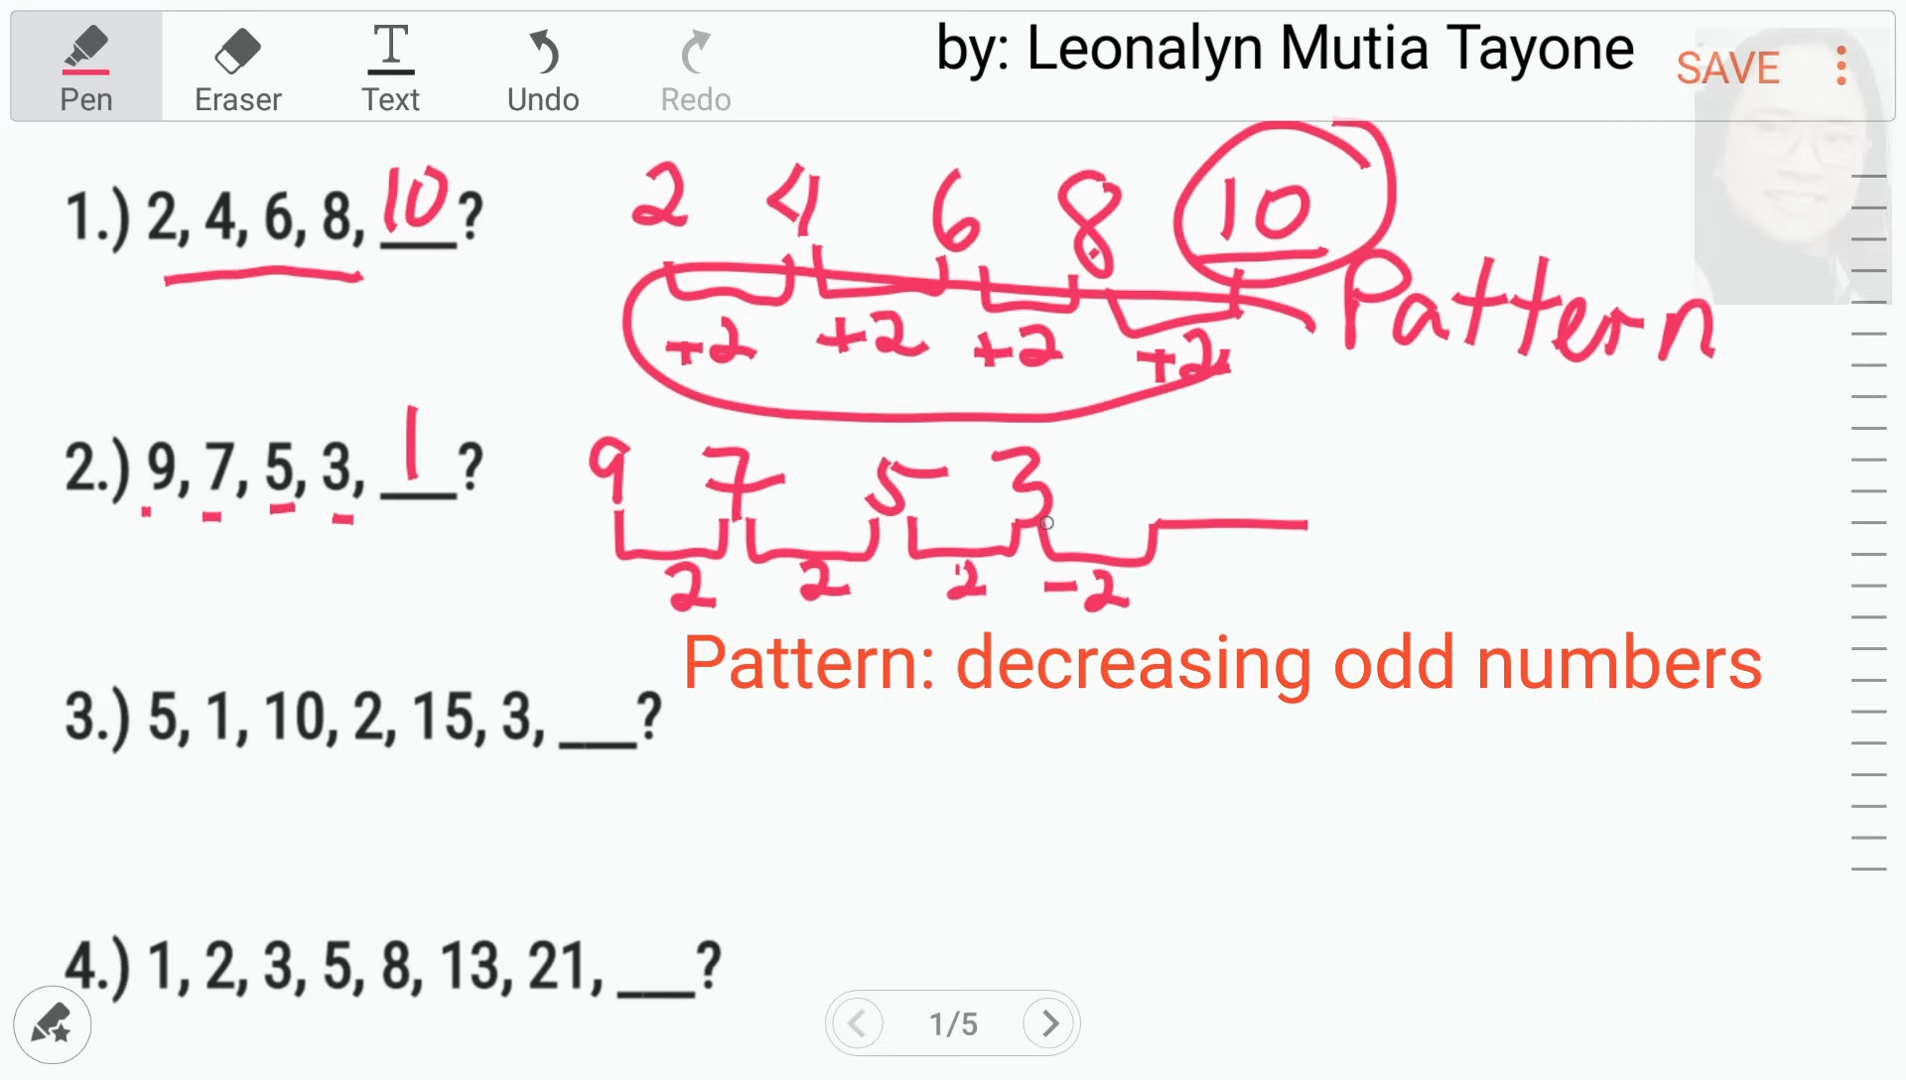 by: Leonalyn Mutia Tayone
SAVE
Pen Eraser Text Undo Redo
1.) 2, 4, 6, 8, 10?
2 4 6 8 10
+2 +2 +2 +2
Pattern
2.) 9, 7, 5, 3, 1?
9 7 5 3
2 2 2 -2
Pattern: decreasing odd numbers
3.) 5, 1, 10, 2, 15, 3, ___?
4.) 1, 2, 3, 5, 8, 13, 21, ___?
1/5